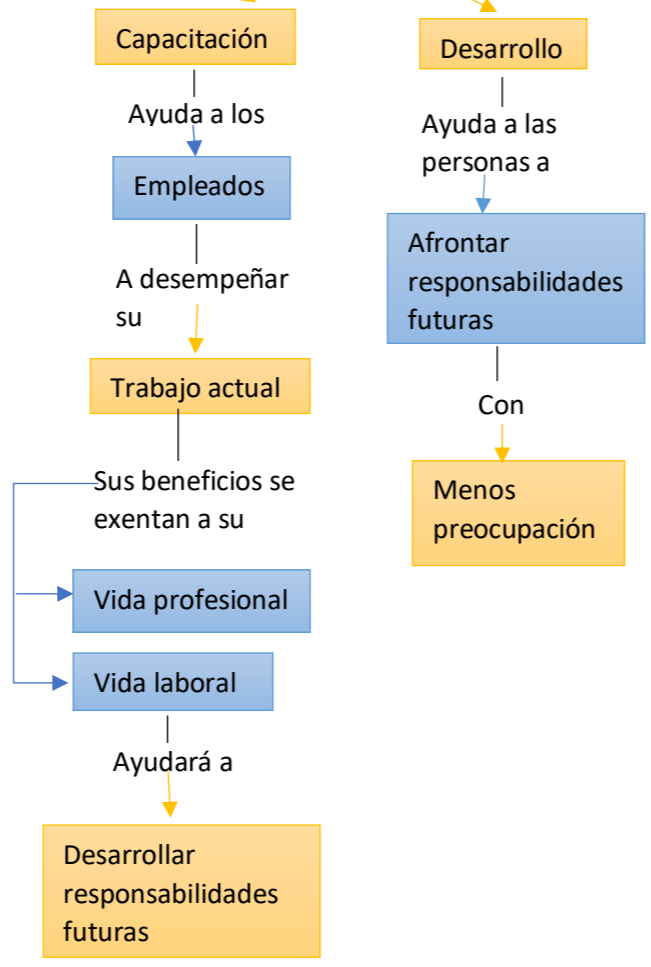 Capacitación
Ayuda a los
Empleados
A desempeñar
su
Trabajo actual
Sus beneficios se
exentan a su
Vida profesional
Vida laboral
Ayudará a
Desarrollar
responsabilidades
futuras
Desarrollo
Ayuda a las
personas a
Afrontar
responsabilidades
futuras
Con
Menos
preocupación